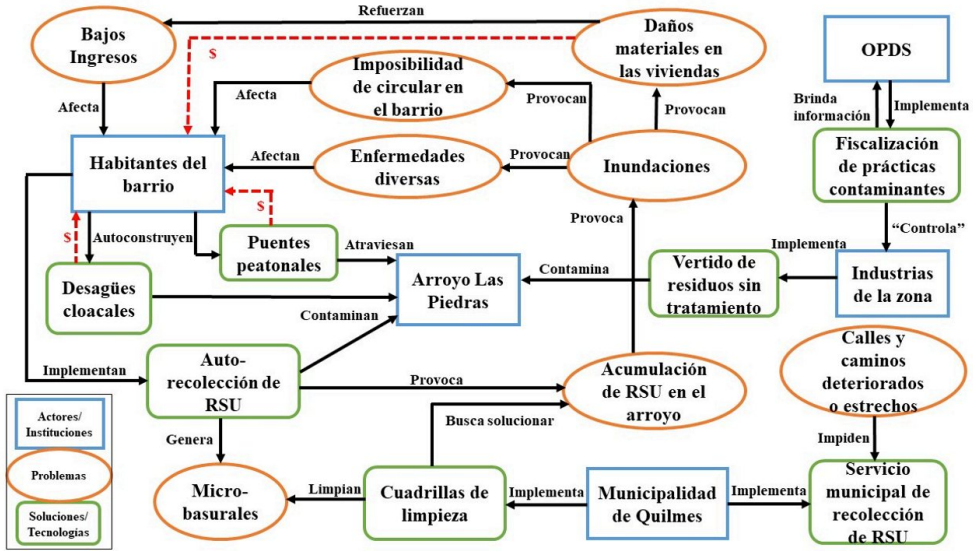 Refuerzan
Bajos
Ingresos
$
Daños
materiales en
las viviendas
OPDS
Imposibilidad
de circular en
el barrio
Afecta
Afecta
Provocan
Provocan
Brinda
información
Implementa
Habitantes del
barrio
Afectan
Enfermedades
diversas
Provocan
Inundaciones
Fiscalización
de prácticas
contaminantes
$
$
Autoconstruyen
Puentes
peatonales
Atraviesan
Provoca
“Controla”
Implementa
Desagües
cloacales
Arroyo Las
Piedras
Contamina
Vertido de
residuos sin
tratamiento
Industrias
de la zona
Contaminan
Calles y
caminos
deteriorados
o estrechos
Implementan
Auto-
recolección de
RSU
Provoca
Acumulación
de RSU en el
arroyo
Busca solucionar
Impiden
Actores/
Instituciones
Problemas
Soluciones/
Tecnologías
Genera
Micro-
basurales
Limpian
Cuadrillas de
limpieza
Implementa
Municipalidad
de Quilmes
Implementa
Servicio
municipal de
recolección
de RSU